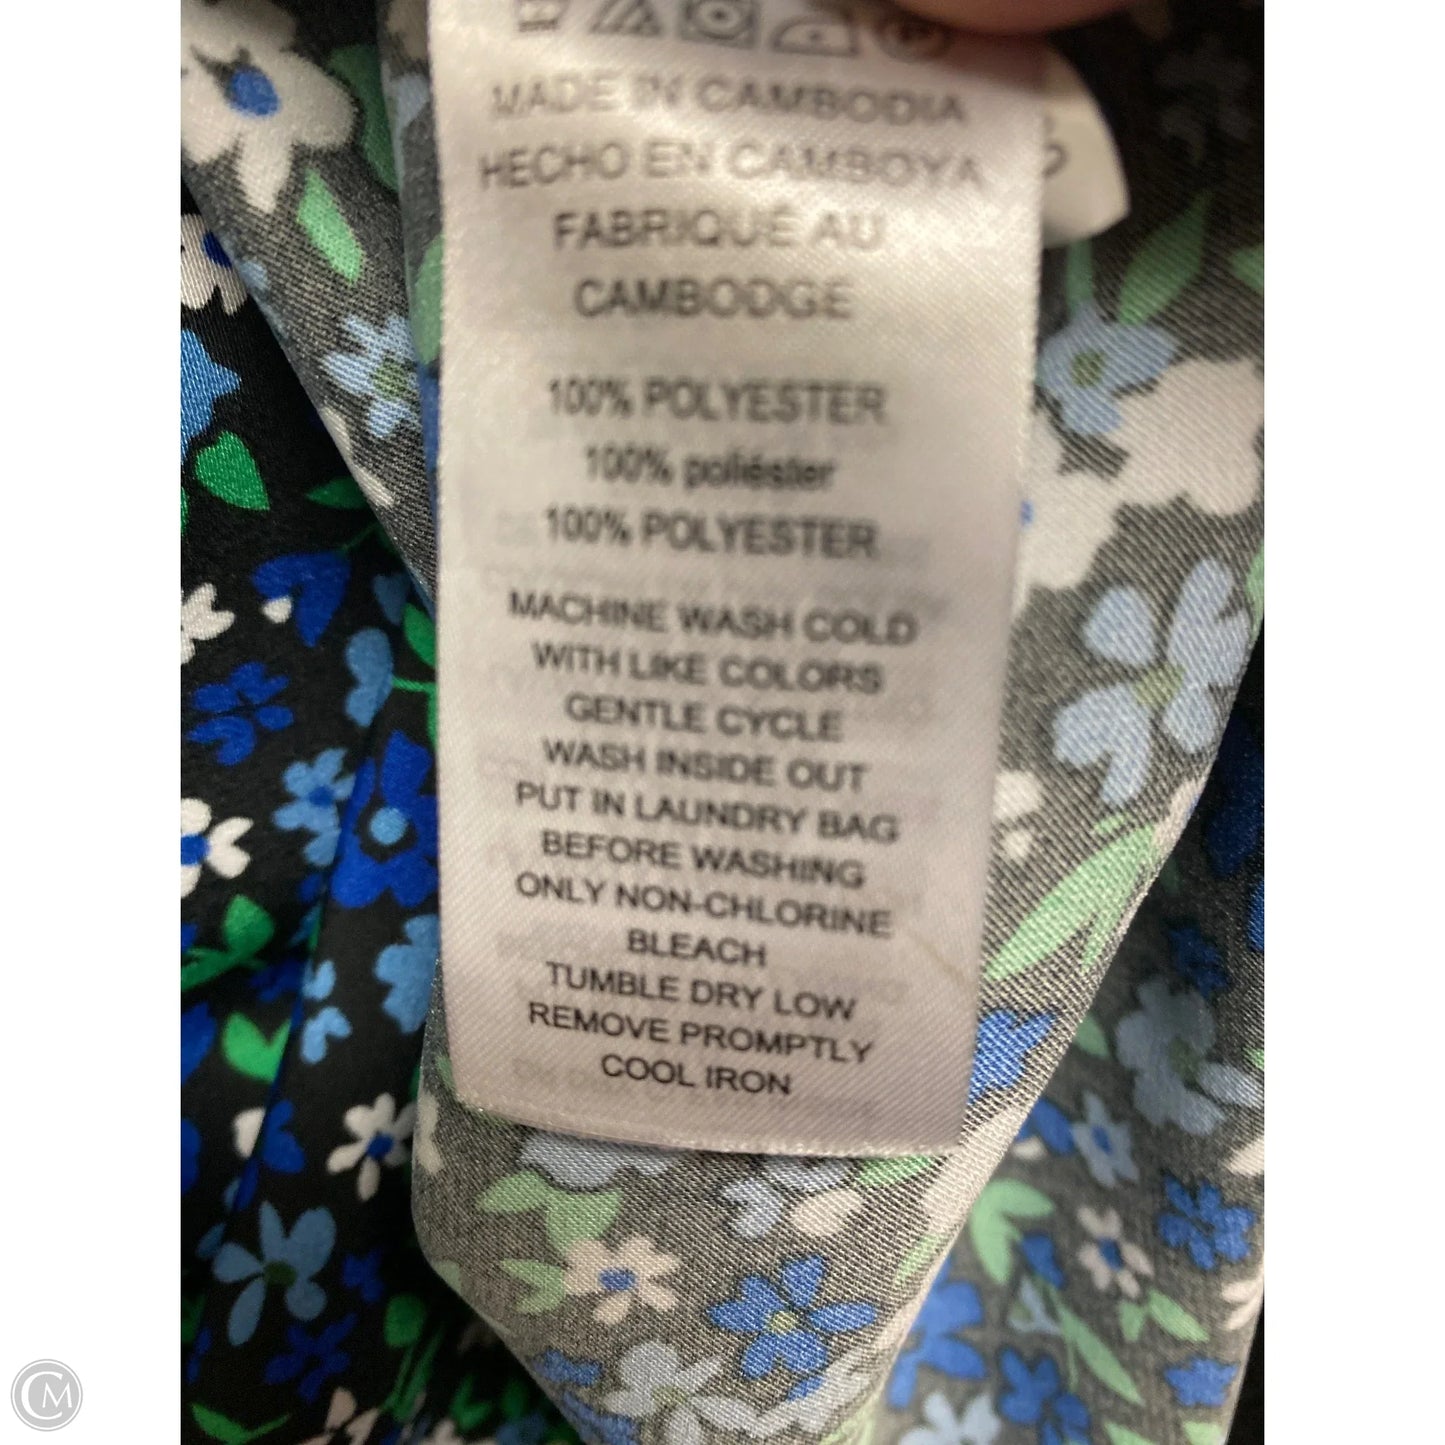 MADE IN CAMBODIA
HECHO EN CAMBOYA
FABRIQUÉ AU
CAMBODGE
100% POLYESTER
100% poliéster
100% POLYESTER
MACHINE WASH COLD
WITH LIKE COLORS
GENTLE CYCLE
WASH INSIDE OUT
PUT IN LAUNDRY BAG
BEFORE WASHING
ONLY NON-CHLORINE
BLEACH
TUMBLE DRY LOW
REMOVE PROMPTLY
COOL IRON
CM